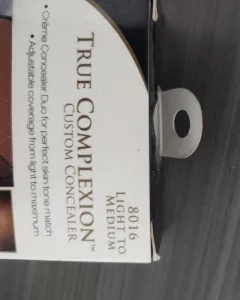 8016
LIGHT TO
MEDIUM
TRUE COMPLEXION™
CUSTOM CONCEALER
• Crème Concealer Duo for perfect skin tone match
• Adjustable coverage from light to maximum